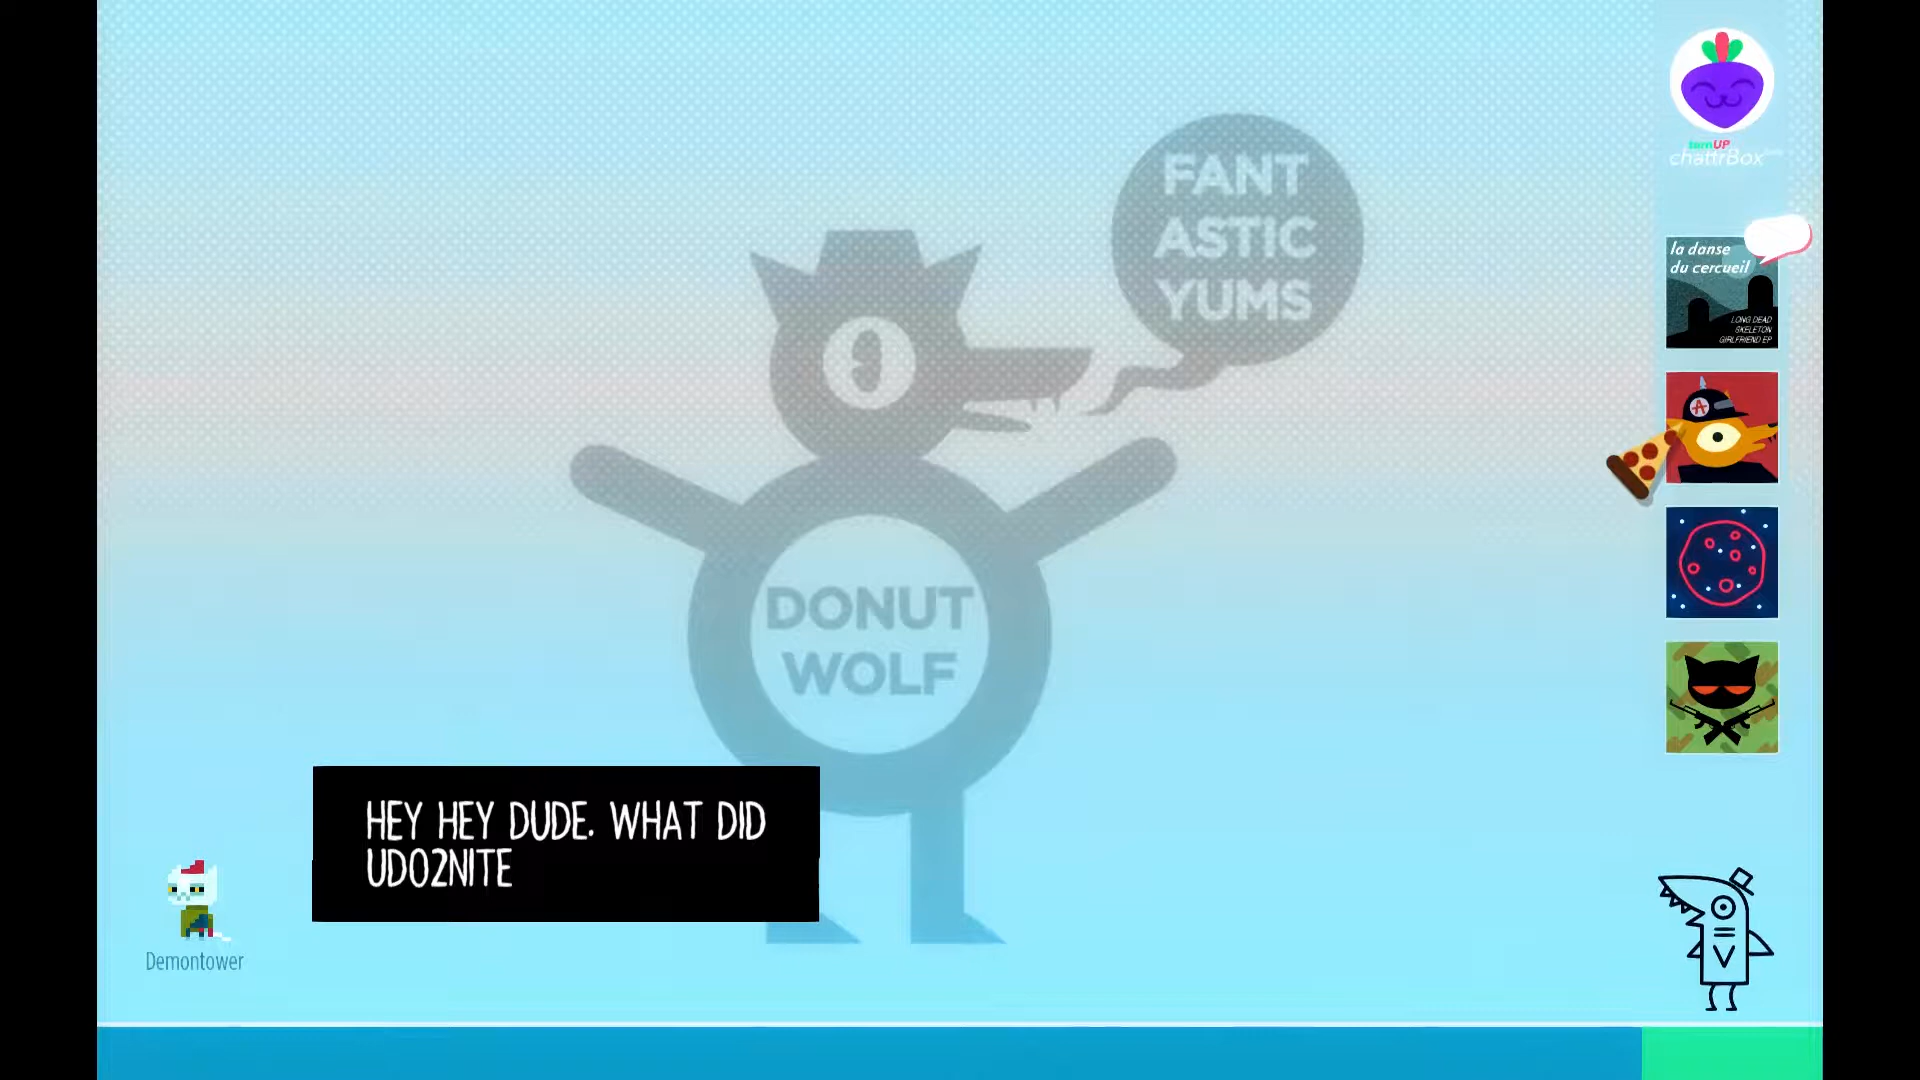 FANT
ASTIC
YUMS
DONUT
WOLF
turnUP
chattrBox
la danse
du cercueil
LONG DEAD
SKELETON
GIRLFRIEND EP
A
HEY HEY DUDE. WHAT DID
UDO2NITE
Demontower